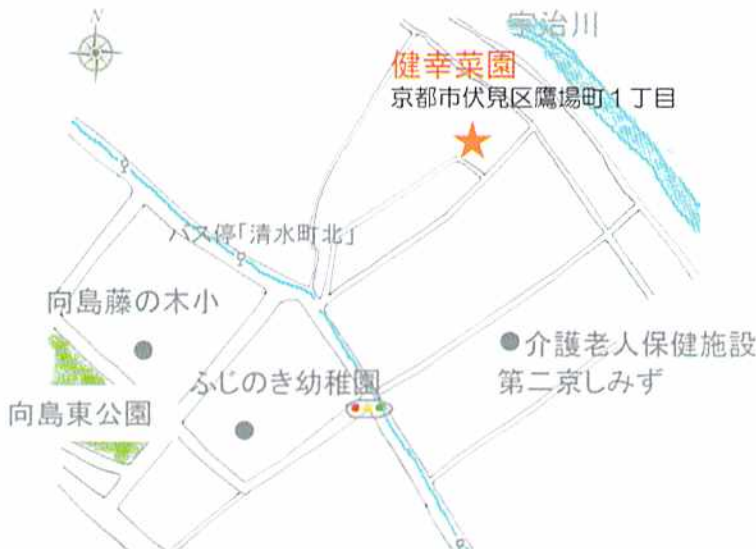 N
宇治川
健幸菜園
京都市伏見区鷹場町1丁目
バス停「清水町北」
向島藤の木小
ふじのき幼稚園
向島東公園
介護老人保健施設
第二京しみず